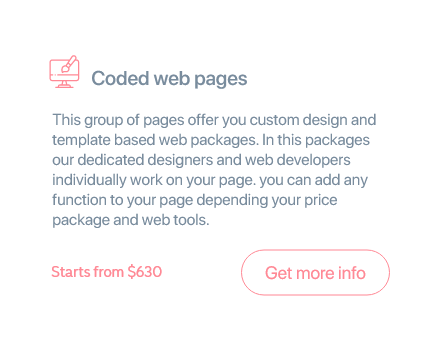 Coded web pages
This group of pages offer you custom design and
template based web packages. In this packages
our dedicated designers and web developers
individually work on your page. you can add any
function to your page depending your price
package and web tools.
Starts from $630
Get more info